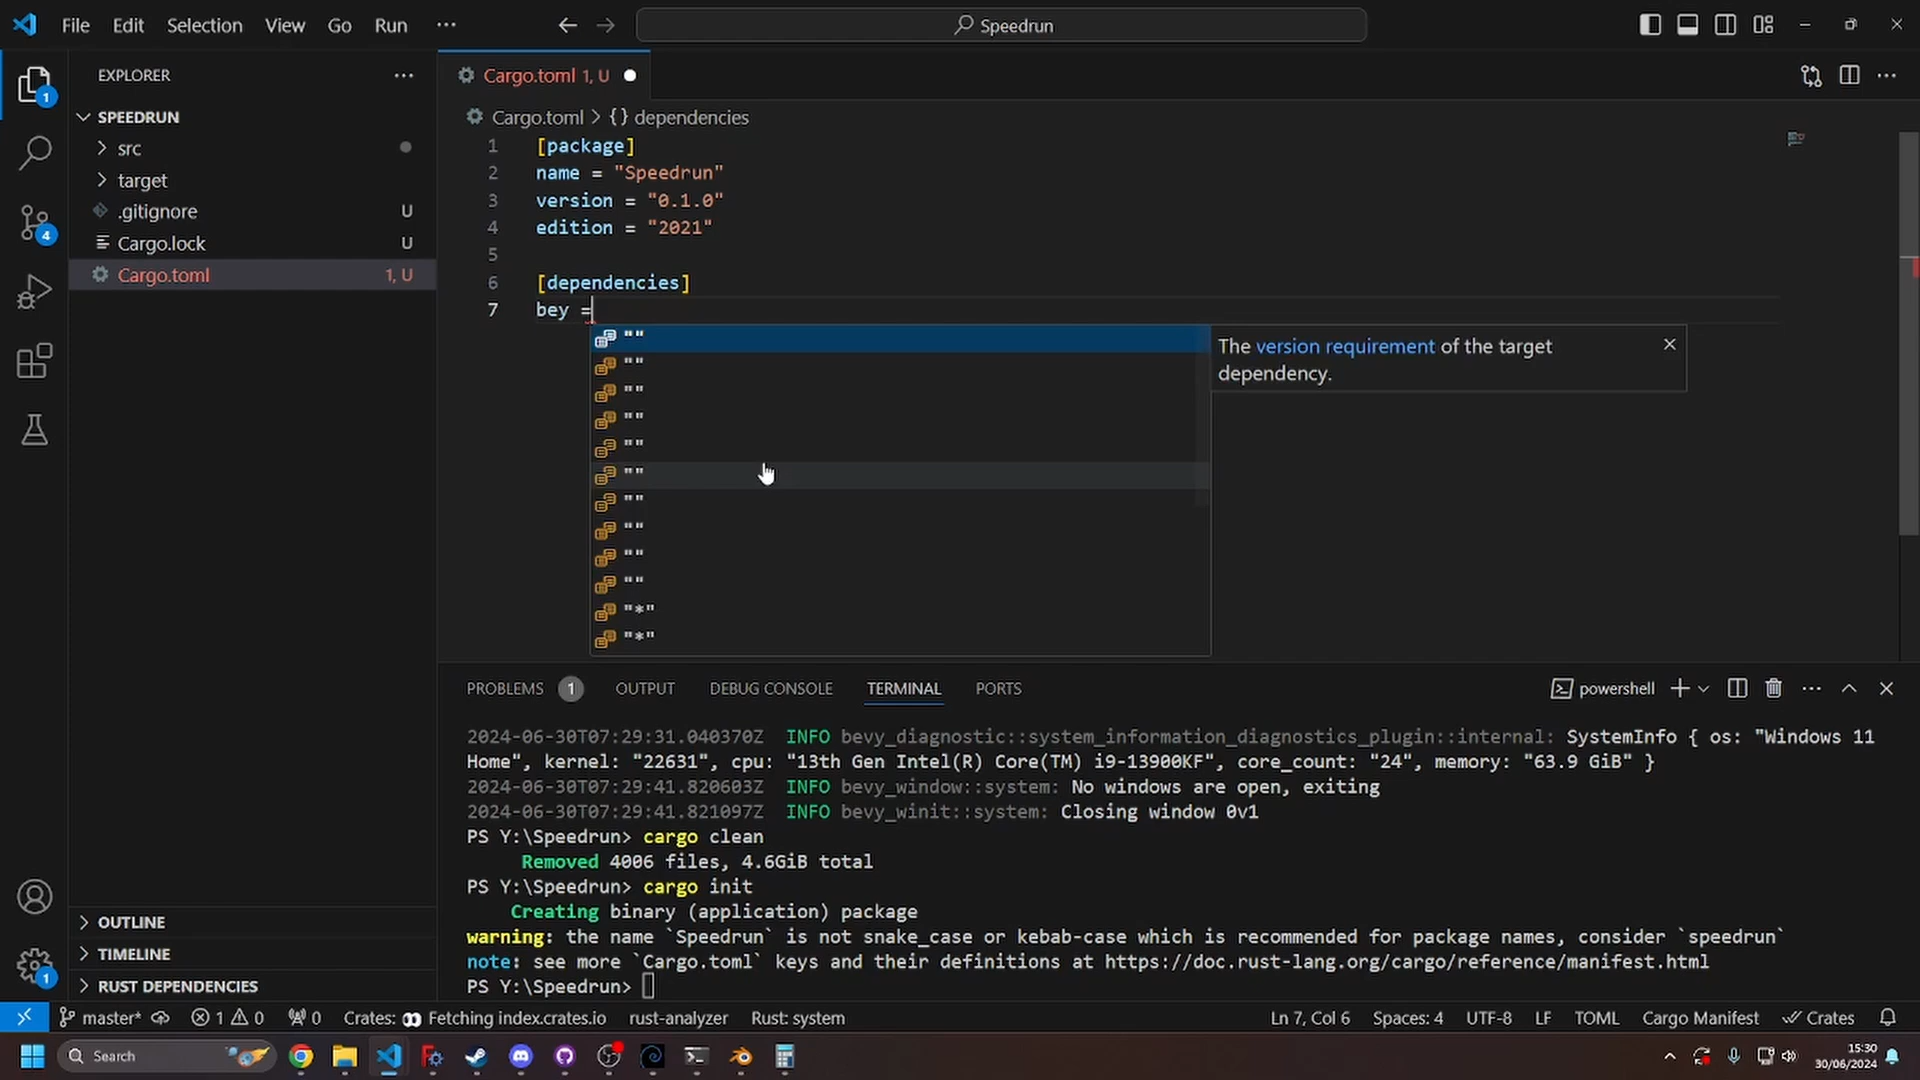 File Edit Selection View Go Run ···
Speedrun
EXPLORER ···
Cargo.toml 1, U
SPEEDRUN
src
target
.gitignore U
Cargo.lock U
Cargo.toml 1, U
1
4
1
Cargo.toml > {} dependencies
1 [package]
2 name = "Speedrun"
3 version = "0.1.0"
4 edition = "2021"
5
6 [dependencies]
7 bey =
""
""
""
""
""
""
""
""
""
""
"*"
"*"
The version requirement of the target
dependency.
PROBLEMS 1 OUTPUT DEBUG CONSOLE TERMINAL PORTS
powershell
2024-06-30T07:29:31.040370Z INFO bevy_diagnostic::system_information_diagnostics_plugin::internal: SystemInfo { os: "Windows 11
Home", kernel: "22631", cpu: "13th Gen Intel(R) Core(TM) i9-13900KF", core_count: "24", memory: "63.9 GiB" }
2024-06-30T07:29:41.820603Z INFO bevy_window::system: No windows are open, exiting
2024-06-30T07:29:41.821097Z INFO bevy_winit::system: Closing window 0v1
PS Y:\Speedrun> cargo clean
Removed 4006 files, 4.6GiB total
PS Y:\Speedrun> cargo init
Creating binary (application) package
warning: the name `Speedrun` is not snake_case or kebab-case which is recommended for package names, consider `speedrun`
note: see more `Cargo.toml` keys and their definitions at https://doc.rust-lang.org/cargo/reference/manifest.html
PS Y:\Speedrun>
OUTLINE
TIMELINE
RUST DEPENDENCIES
master* 1 0 0 Crates: Fetching index.crates.io rust-analyzer Rust: system Ln 7, Col 6 Spaces: 4 UTF-8 LF TOML Cargo Manifest Crates
Search
15:30
30/06/2024